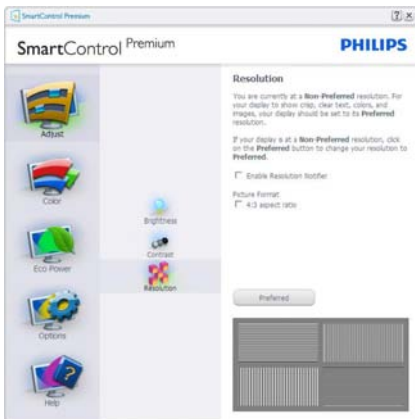 SmartControl Premium
SmartControl Premium
PHILIPS
Adjust
Color
Eco Power
Options
Help
Brightness
Contrast
Resolution
Resolution
You are currently at a Non-Preferred resolution. For
your display to show crisp, clear text, colors, and
images, your display should be set to its Preferred
resolution.
If your display is at a Non-Preferred resolution, click
on the Preferred button to change your resolution to
Preferred.
Enable Resolution Notifier
Picture Format
4:3 aspect ratio
Preferred